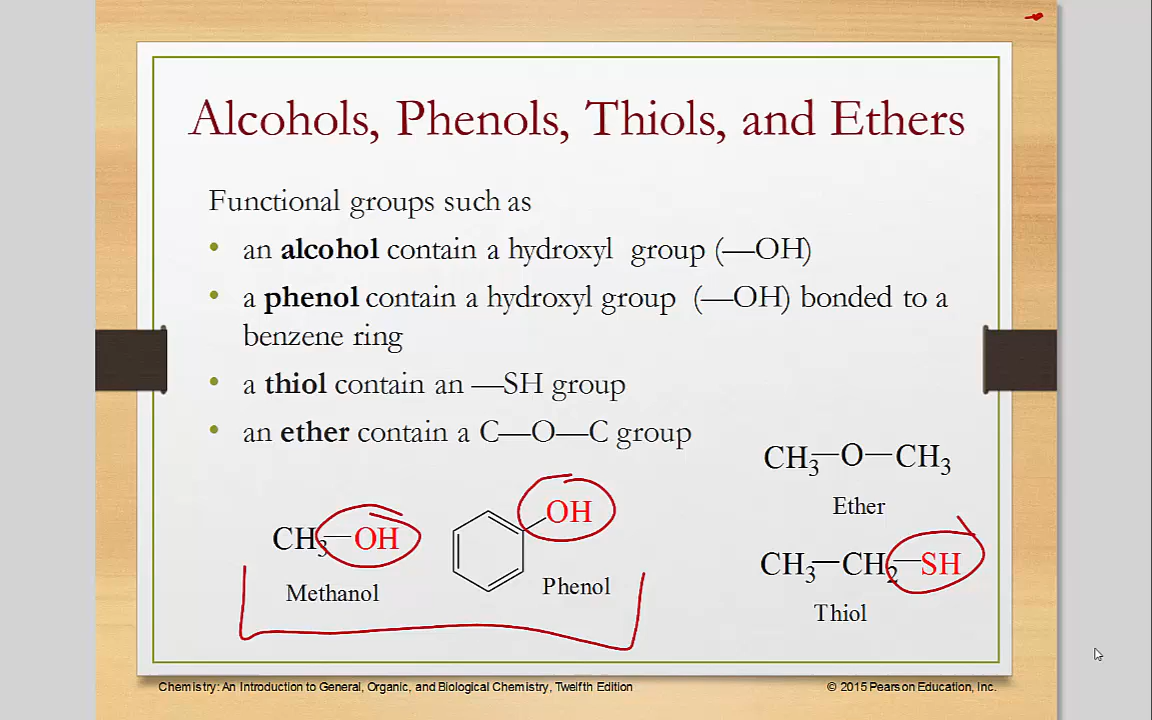 Alcohols, Phenols, Thiols, and Ethers
Functional groups such as
• an alcohol contain a hydroxyl group (—OH)
• a phenol contain a hydroxyl group (—OH) bonded to a
benzene ring
• a thiol contain an —SH group
• an ether contain a C—O—C group
CH₃—O—CH₃
Ether
CH₃—OH
Methanol
OH
Phenol
CH₃—CH₂—SH
Thiol
Chemistry: An Introduction to General, Organic, and Biological Chemistry, Twelfth Edition
© 2015 Pearson Education, Inc.